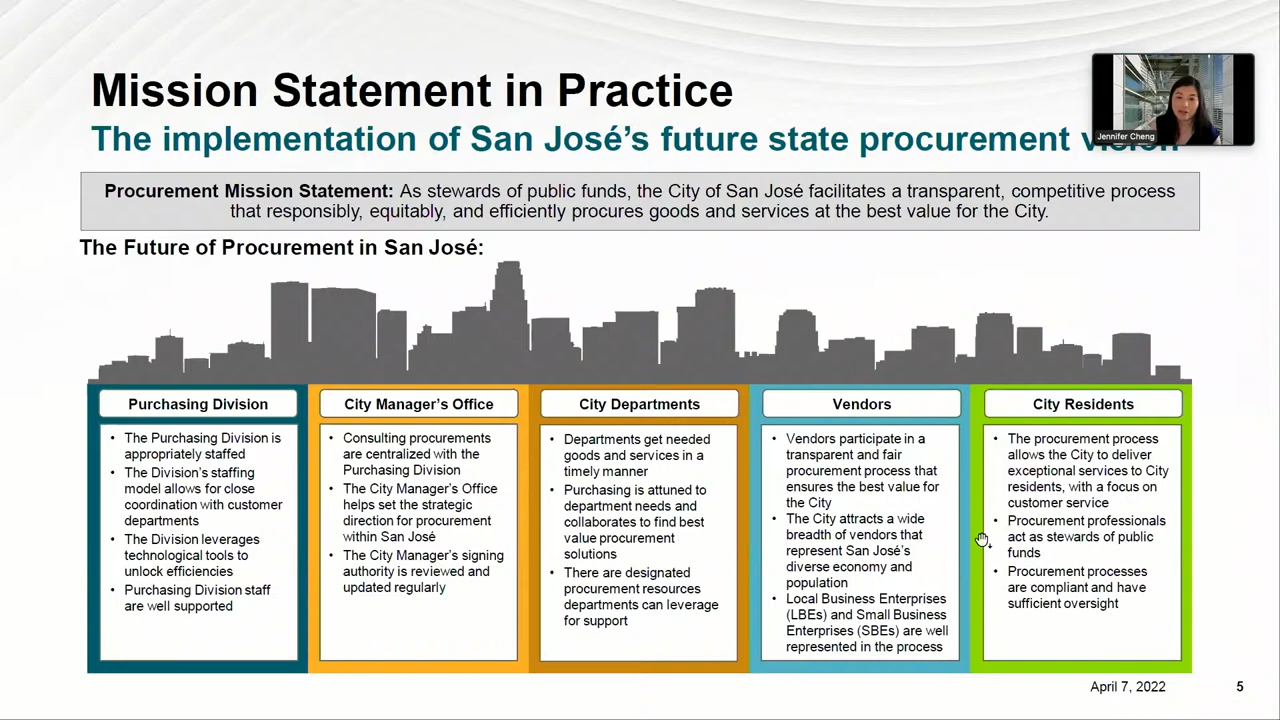 Mission Statement in Practice
The implementation of San José's future state procurement
Jennifer Cheng
Procurement Mission Statement: As stewards of public funds, the City of San José facilitates a transparent, competitive process
that responsibly, equitably, and efficiently procures goods and services at the best value for the City.
The Future of Procurement in San José:
Purchasing Division
• The Purchasing Division is
appropriately staffed
• The Division's staffing
model allows for close
coordination with customer
departments
• The Division leverages
technological tools to
unlock efficiencies
• Purchasing Division staff
are well supported
City Manager's Office
• Consulting procurements
are centralized with the
Purchasing Division
• The City Manager's Office
helps set the strategic
direction for procurement
within San José
• The City Manager's signing
authority is reviewed and
updated regularly
City Departments
• Departments get needed
goods and services in a
timely manner
• Purchasing is attuned to
department needs and
collaborates to find best
value procurement
solutions
• There are designated
procurement resources
departments can leverage
for support
Vendors
• Vendors participate in a
transparent and fair
procurement process that
ensures the best value for
the City
• The City attracts a wide
breadth of vendors that
represent San José's
diverse economy and
population
• Local Business Enterprises
(LBEs) and Small Business
Enterprises (SBEs) are well
represented in the process
City Residents
• The procurement process
allows the City to deliver
exceptional services to City
residents, with a focus on
customer service
• Procurement professionals
act as stewards of public
funds
• Procurement processes
are compliant and have
sufficient oversight
April 7, 2022
5